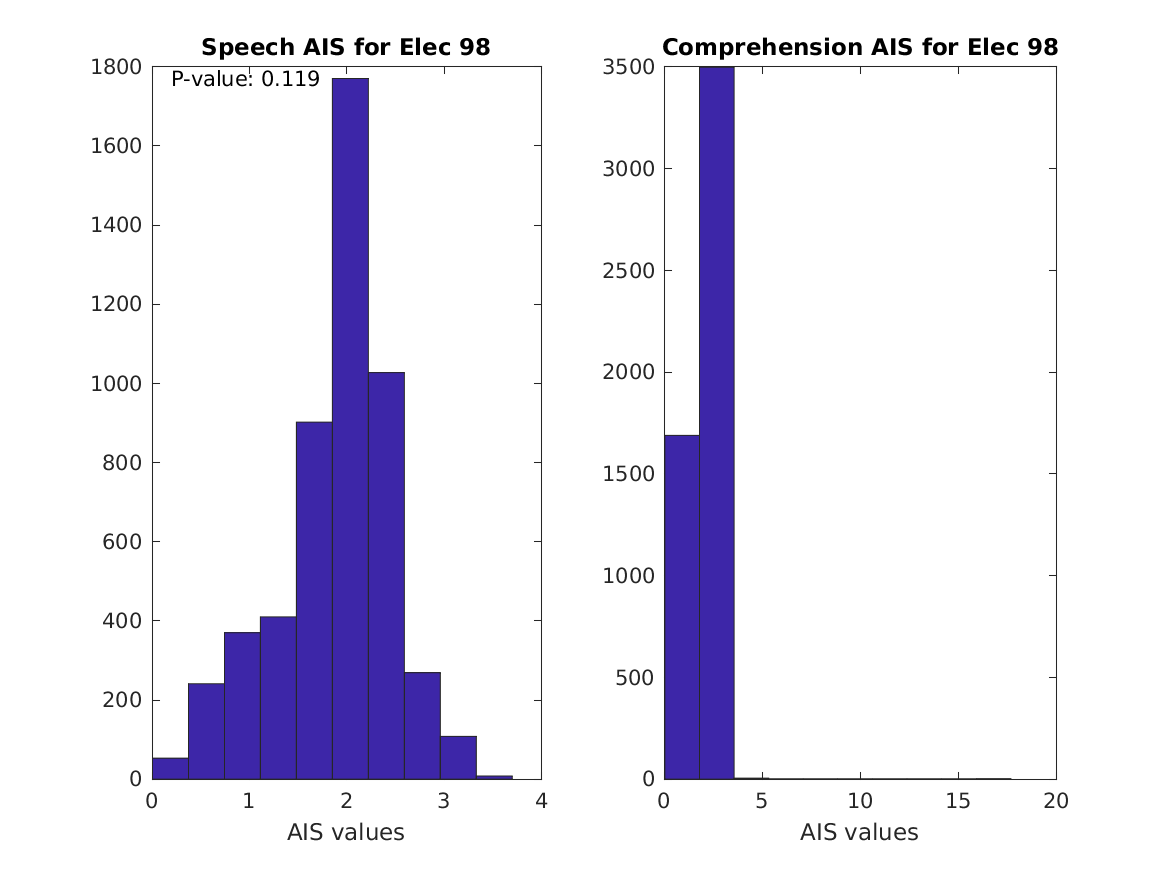 Speech AIS for Elec 98
P-value: 0.119
1800
1600
1400
1200
1000
800
600
400
200
0
0 1 2 3 4
AIS values
Comprehension AIS for Elec 98
3500
3000
2500
2000
1500
1000
500
0
0 5 10 15 20
AIS values